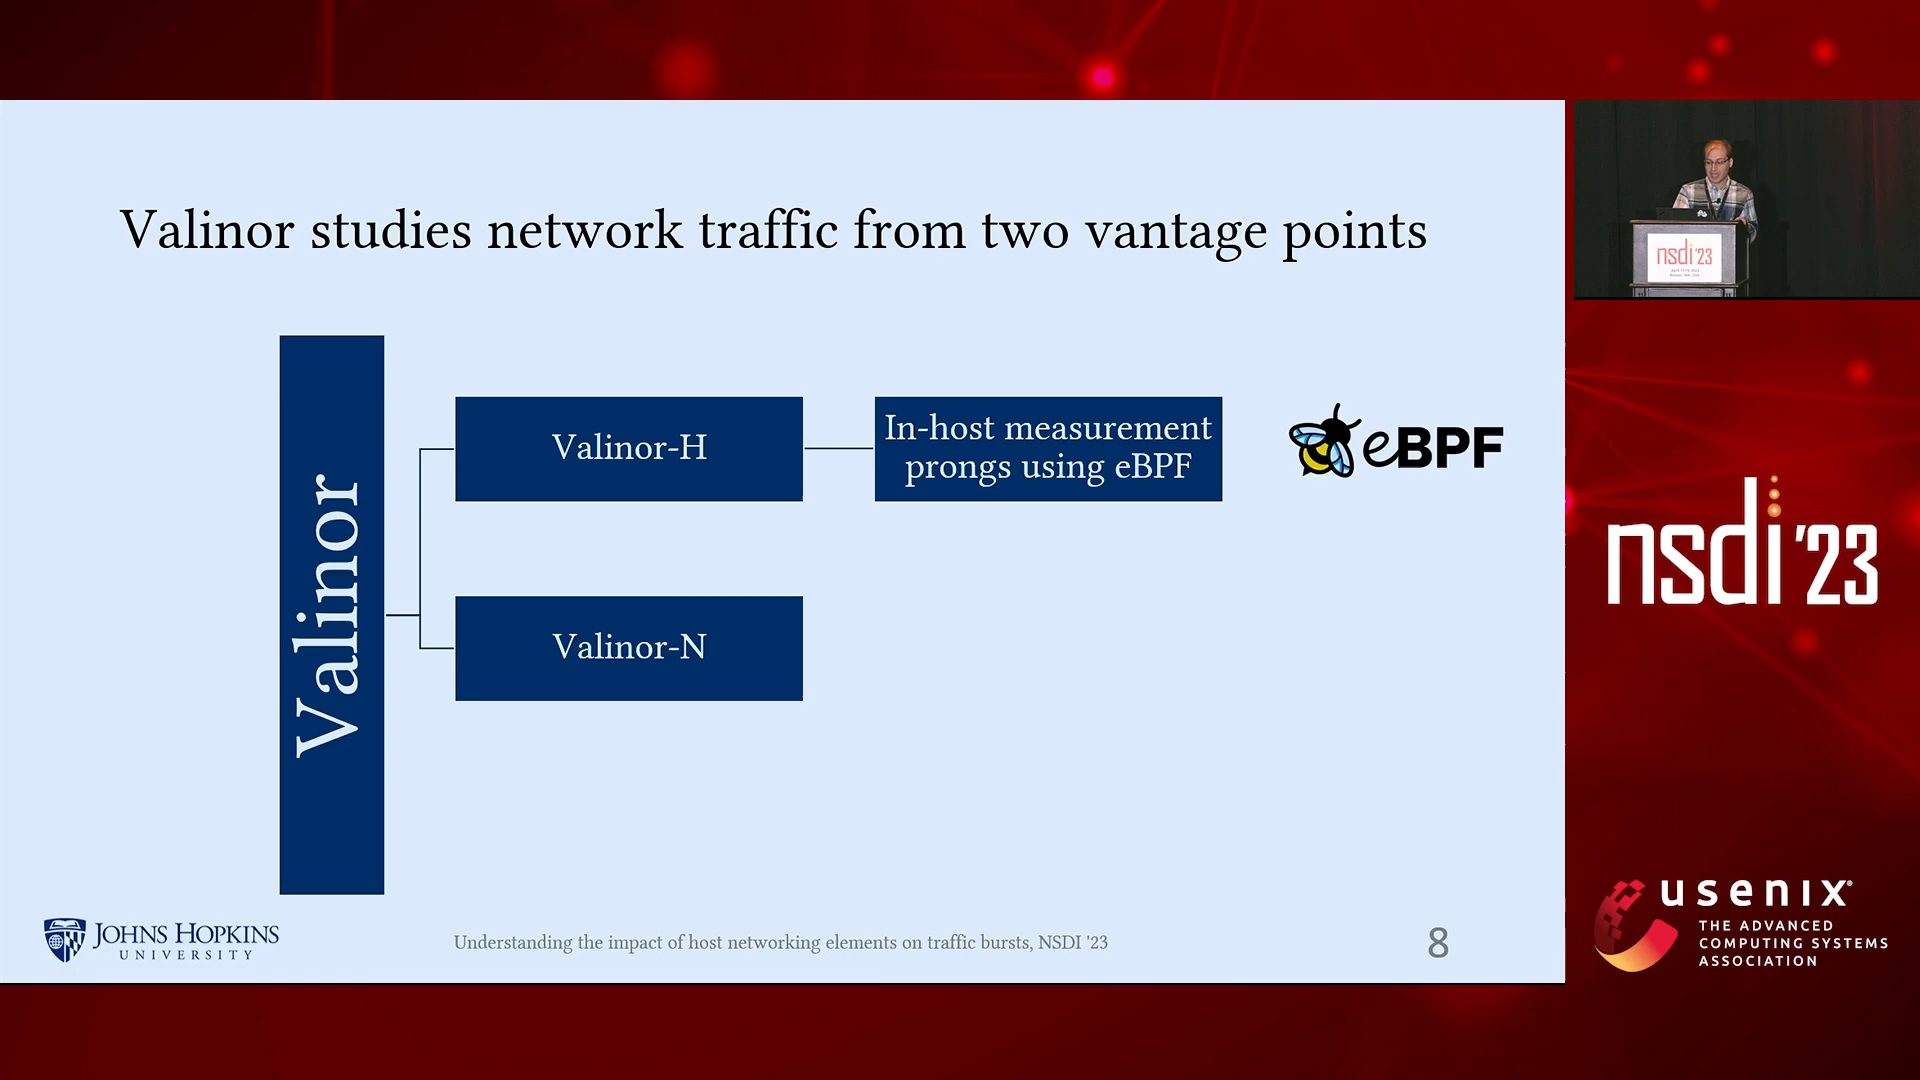 Valinor studies network traffic from two vantage points
Valinor
Valinor-H
In-host measurement
prongs using eBPF
eBPF
Valinor-N
JOHNS HOPKINS
UNIVERSITY
Understanding the impact of host networking elements on traffic bursts, NSDI '23
8
nsdi '23
nsdi '23
usenix
THE ADVANCED
COMPUTING SYSTEMS
ASSOCIATION